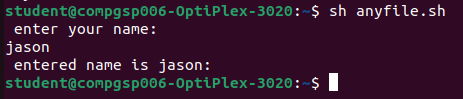 student@compgsp006-OptiPlex-3020:~$ sh anyfile.sh
enter your name:
jason
entered name is jason:
student@compgsp006-OptiPlex-3020:~$